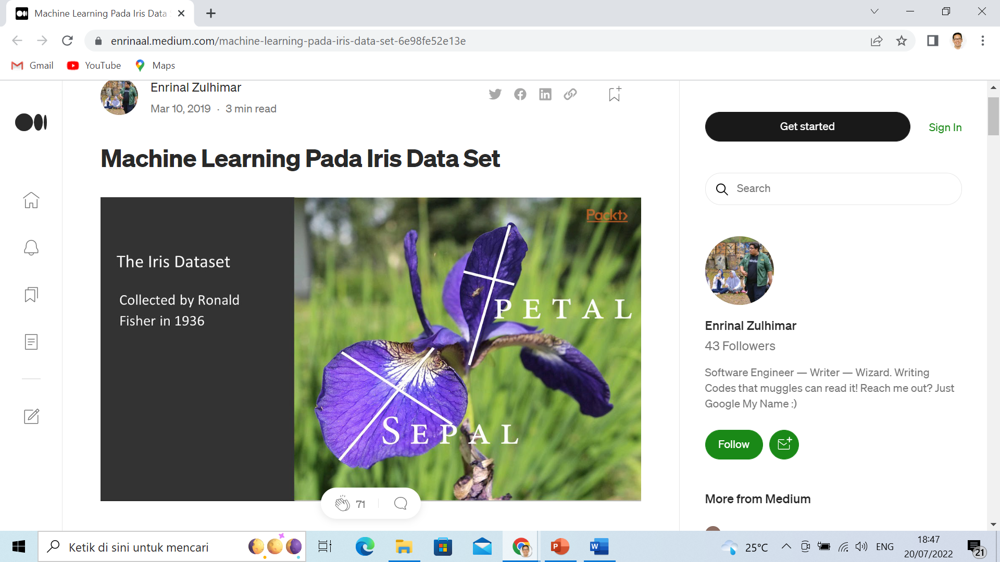 Machine Learning Pada Iris Data
enrinaal.medium.com/machine-learning-pada-iris-data-set-6e98fe52e13e
Gmail YouTube Maps
Enrinal Zulhimar
Mar 10, 2019 · 3 min read
Get started Sign In
Machine Learning Pada Iris Data Set
Search
Packt>
The Iris Dataset
Collected by Ronald
Fisher in 1936
PETAL
SEPAL
Enrinal Zulhimar
43 Followers
Software Engineer — Writer — Wizard. Writing
Codes that muggles can read it! Reach me out? Just
Google My Name :)
Follow
More from Medium
71
Ketik di sini untuk mencari
25°C
ENG
18:47
20/07/2022
21